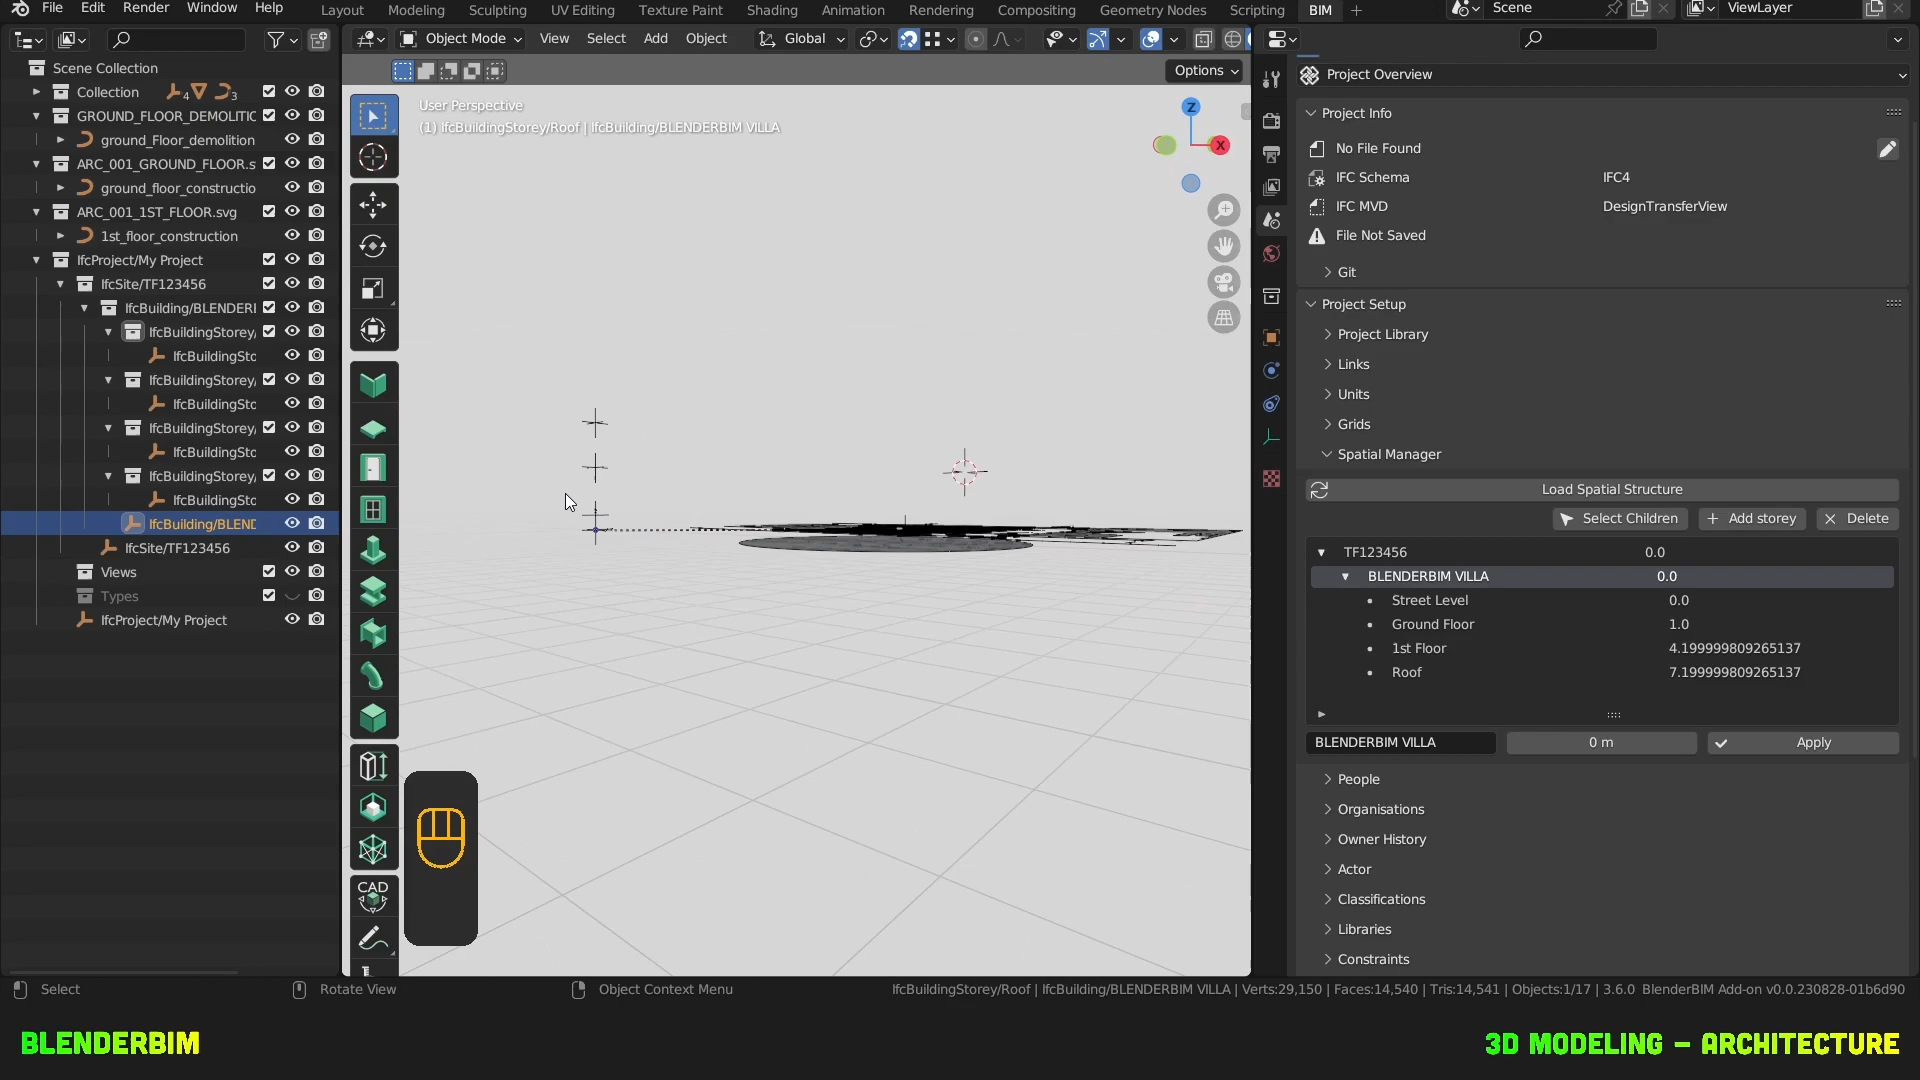 File Edit Render Window Help
Layout Modeling Sculpting UV Editing Texture Paint Shading Animation Rendering Compositing Geometry Nodes Scripting BIM
Scene
ViewLayer
Object Mode View Select Add Object
Global
Options
Scene Collection
Collection 4 3
GROUND_FLOOR_DEMOLITIC
ground_Floor_demolition
ARC_001_GROUND_FLOOR.s
ground_floor_constructio
ARC_001_1ST_FLOOR.svg
1st_floor_construction
IfcProject/My Project
IfcSite/TF123456
IfcBuilding/BLENDERI
IfcBuildingStorey/
IfcBuildingSto
IfcBuildingStorey/
IfcBuildingSto
IfcBuildingStorey/
IfcBuildingSto
IfcBuildingStorey/
IfcBuildingSto
IfcBuilding/BLEND
IfcSite/TF123456
Views
Types
IfcProject/My Project
User Perspective
(1) IfcBuildingStorey/Roof | IfcBuilding/BLENDERBIM VILLA
Z
X
CAD
Project Overview
Project Info
No File Found
IFC Schema IFC4
IFC MVD DesignTransferView
File Not Saved
Git
Project Setup
Project Library
Links
Units
Grids
Spatial Manager
Load Spatial Structure
Select Children Add storey Delete
TF123456 0.0
BLENDERBIM VILLA 0.0
Street Level 0.0
Ground Floor 1.0
1st Floor 4.199999809265137
Roof 7.199999809265137
BLENDERBIM VILLA 0 m Apply
People
Organisations
Owner History
Actor
Classifications
Libraries
Constraints
Select Rotate View Object Context Menu
IfcBuildingStorey/Roof | IfcBuilding/BLENDERBIM VILLA | Verts:29,150 | Faces:14,540 | Tris:14,541 | Objects:1/17 | 3.6.0 BlenderBIM Add-on v0.0.230828-01b6d90
BLENDERBIM
3D MODELING - ARCHITECTURE